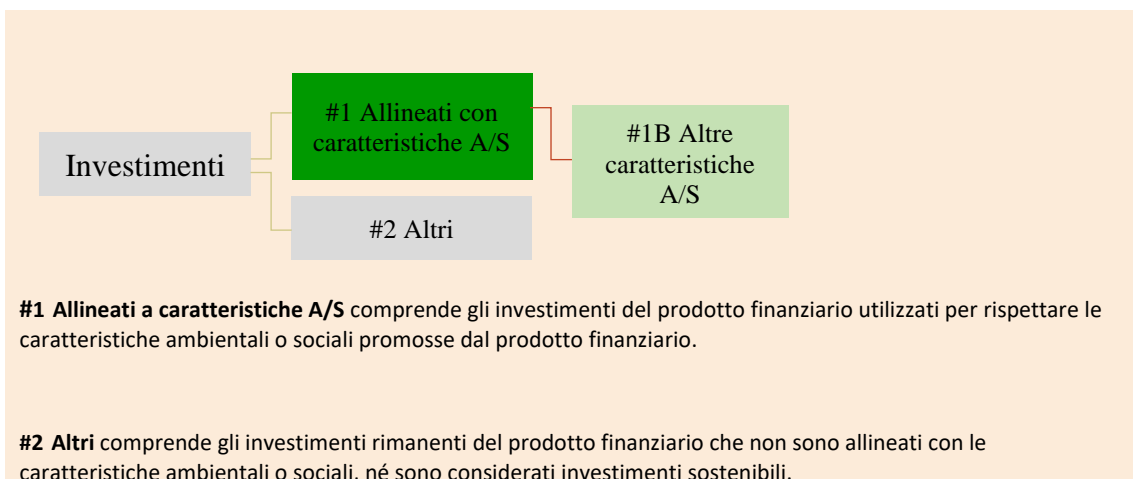 #1 Allineati con
caratteristiche A/S
#1B Altre
caratteristiche
A/S
Investimenti
#2 Altri
#1 Allineati a caratteristiche A/S comprende gli investimenti del prodotto finanziario utilizzati per rispettare le
caratteristiche ambientali o sociali promosse dal prodotto finanziario.
#2 Altri comprende gli investimenti rimanenti del prodotto finanziario che non sono allineati con le
caratteristiche ambientali o sociali, né sono considerati investimenti sostenibili.